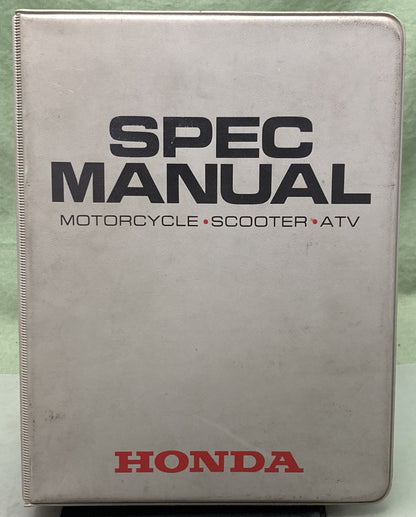 SPEC
MANUAL
MOTORCYCLE • SCOOTER • ATV
HONDA